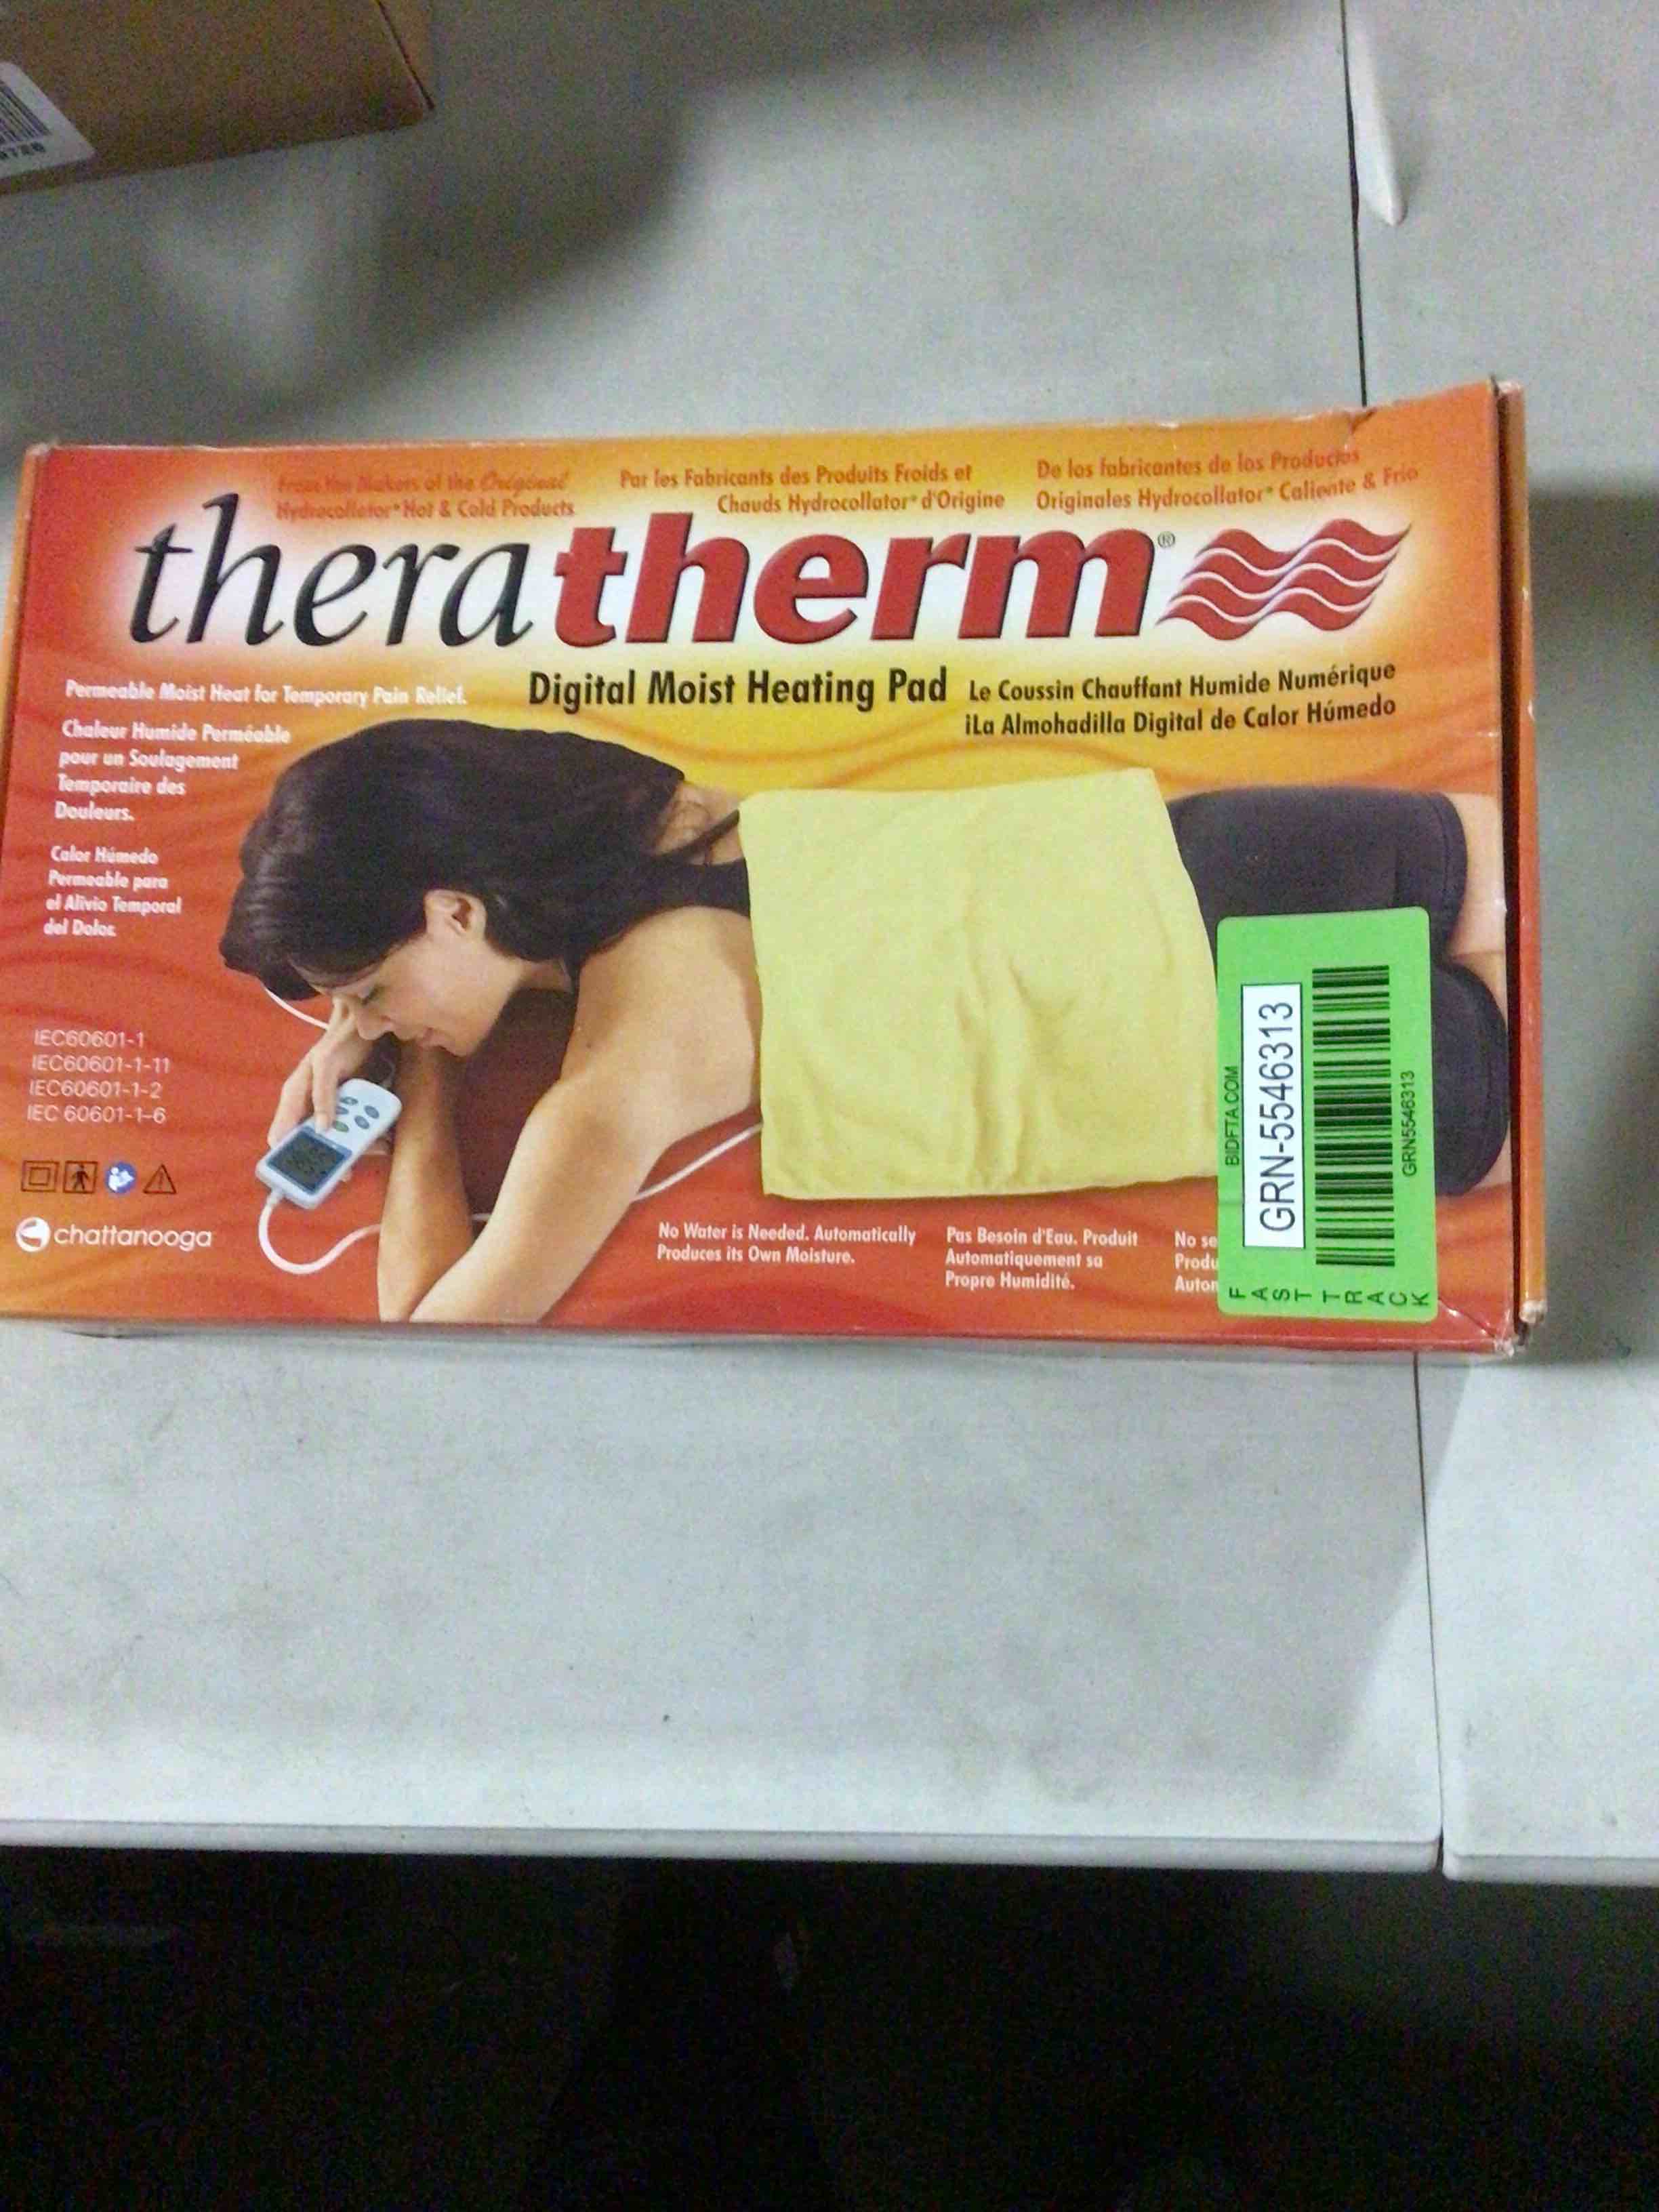 From the Makers of the Original
Hydrocollator® Hot & Cold Products
Par les Fabricants des Produits Froids et
Chauds Hydrocollator® d'Origine
De los fabricantes de los Productos
Originales Hydrocollator® Caliente & Frío
theratherm®
Digital Moist Heating Pad
Le Coussin Chauffant Humide Numérique
¡La Almohadilla Digital de Calor Húmedo
Permeable Moist Heat for Temporary Pain Relief.
Chaleur Humide Perméable
pour un Soulagement
Temporaire des
Douleurs.
Calor Húmedo
Permeable para
el Alivio Temporal
del Dolor.
IEC60601-1
IEC60601-1-11
IEC60601-1-2
IEC 60601-1-6
chattanooga
No Water is Needed. Automatically
Produces its Own Moisture.
Pas Besoin d'Eau. Produit
Automatiquement sa
Propre Humidité.
No se
Produ
Auton
BIDFTA.COM
GRN-5546313
GRN5546313
FAST TRACK